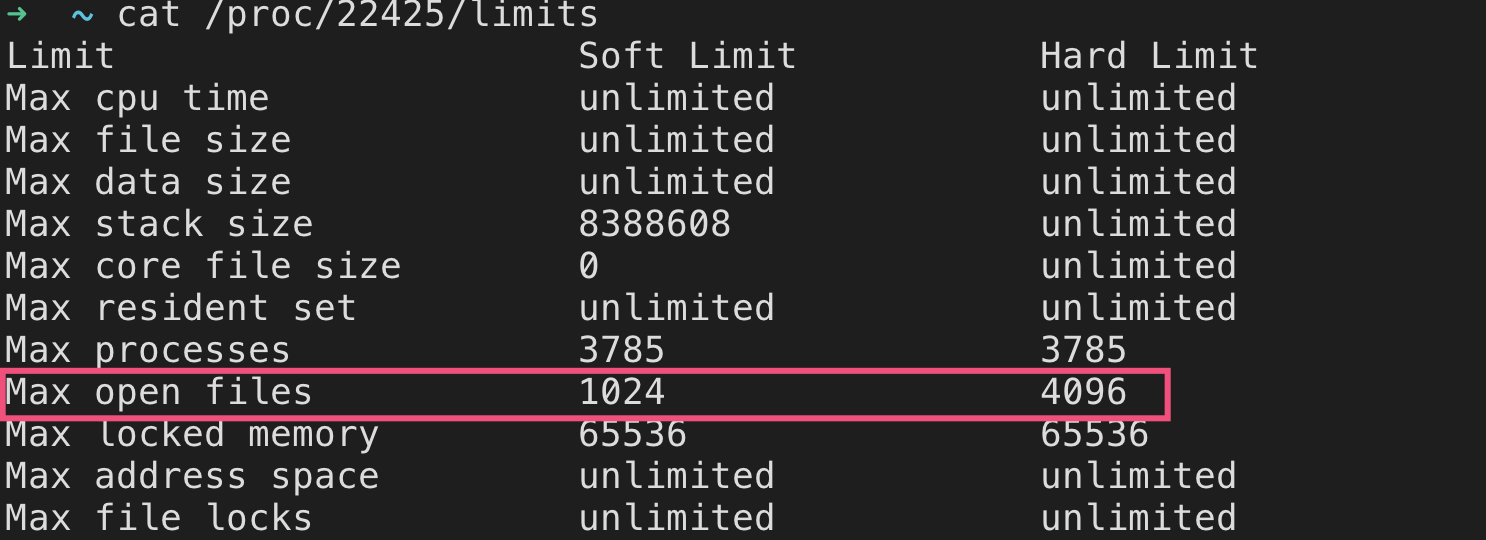 ➜ ~ cat /proc/22425/limits
Limit Soft Limit Hard Limit
Max cpu time unlimited unlimited
Max file size unlimited unlimited
Max data size unlimited unlimited
Max stack size 8388608 unlimited
Max core file size 0 unlimited
Max resident set unlimited unlimited
Max processes 3785 3785
Max open files 1024 4096
Max locked memory 65536 65536
Max address space unlimited unlimited
Max file locks unlimited unlimited